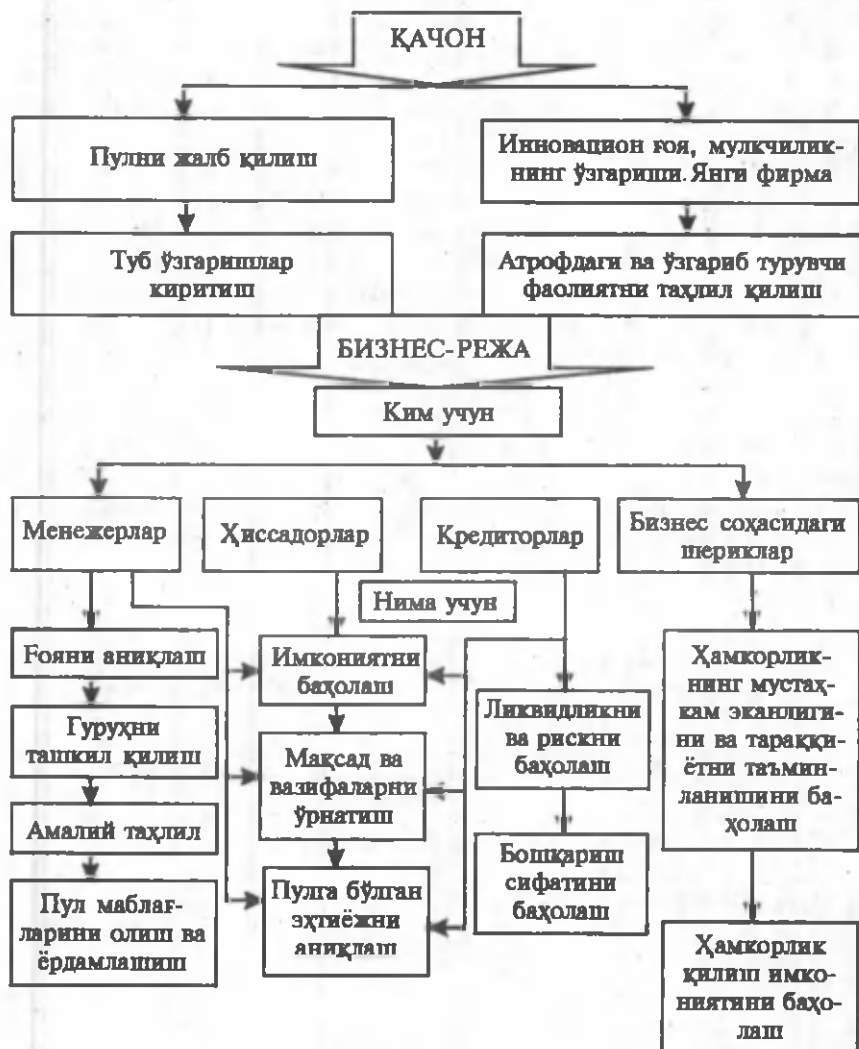 ҚАЧОН
Пулни жалб қилиш
Инновацион ғоя, мулкчилик-
нинг ўзгариши. Янги фирма
Туб ўзгаришлар
киритиш
Атрофдаги ва ўзгариб турувчи
фаолиятни таҳлил қилиш
БИЗНЕС-РЕЖА
Ким учун
Менежерлар
Ҳиссадорлар
Кредиторлар
Бизнес соҳасидаги
шериклар
Нима учун
Ғояни аниқлаш
Гуруҳни
ташкил қилиш
Амалий таҳлил
Пул маблағ-
ларини олиш ва
ёрдамлашиш
Имкониятни
баҳолаш
Мақсад ва
вазифаларни
ўрнатиш
Пулга бўлган
эҳтиёжни
аниқлаш
Ликвидликни
ва рискни
баҳолаш
Бошқариш
сифатини
баҳолаш
Ҳамкорлик-
нинг мустаҳ-
кам эканлиги-
ни ва тараққи-
ётни таъмин-
ланишини ба-
ҳолаш
Ҳамкорлик
қилиш имко-
ниятини баҳо-
лаш